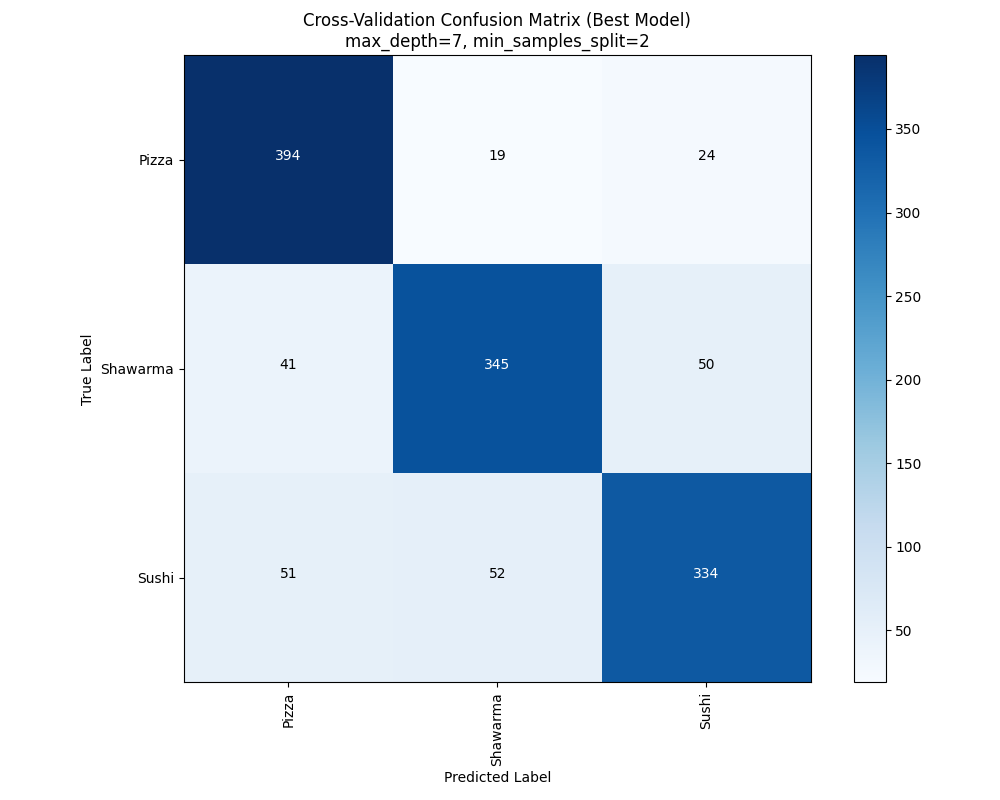 Cross-Validation Confusion Matrix (Best Model)
max_depth=7, min_samples_split=2
True Label
Pizza
394
19
24
Shawarma
41
345
50
Sushi
51
52
334
Pizza
Shawarma
Sushi
Predicted Label
350
300
250
200
150
100
50